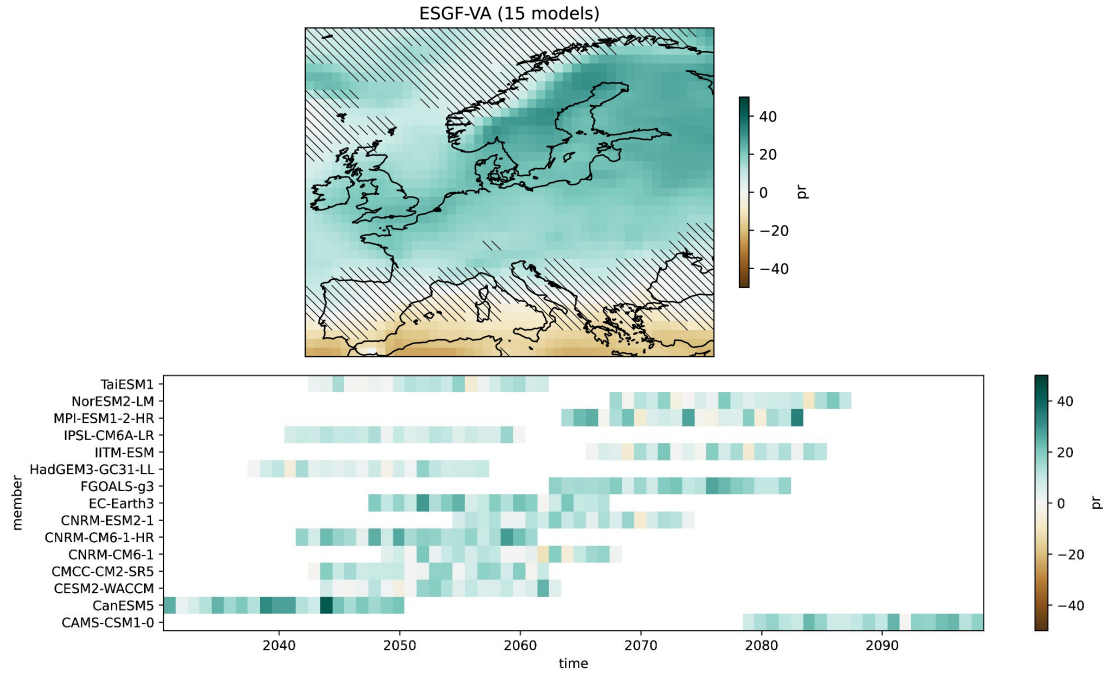 ESGF-VA (15 models)
40
20
0
−20
−40
pr
TaiESM1
NorESM2-LM
MPI-ESM1-2-HR
IPSL-CM6A-LR
IITM-ESM
HadGEM3-GC31-LL
FGOALS-g3
EC-Earth3
CNRM-ESM2-1
CNRM-CM6-1-HR
CNRM-CM6-1
CMCC-CM2-SR5
CESM2-WACCM
CanESM5
CAMS-CSM1-0
member
2040 2050 2060 2070 2080 2090
time
40
20
0
−20
−40
pr